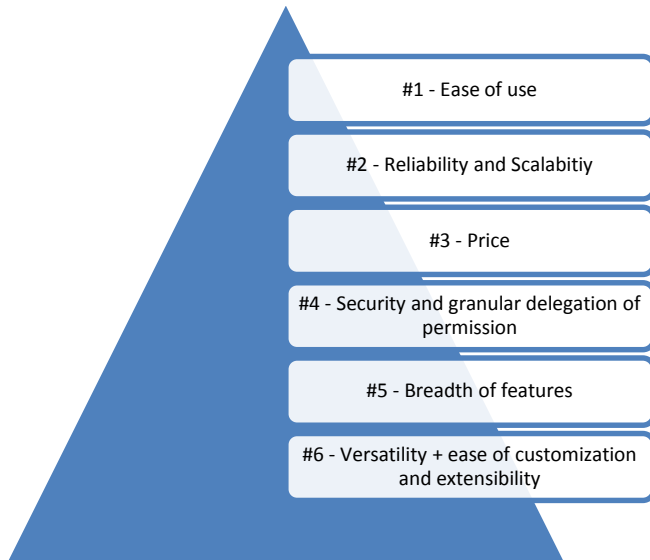 #1 - Ease of use
#2 - Reliability and Scalabitiy
#3 - Price
#4 - Security and granular delegation of
permission
#5 - Breadth of features
#6 - Versatility + ease of customization
and extensibility